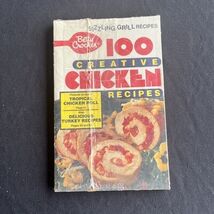 SIZZLING GRILL RECIPES
Betty Crocker
100
CREATIVE
CHICKEN
RECIPES
TROPICAL
CHICKEN ROLL
DELICIOUS
TURKEY RECIPES